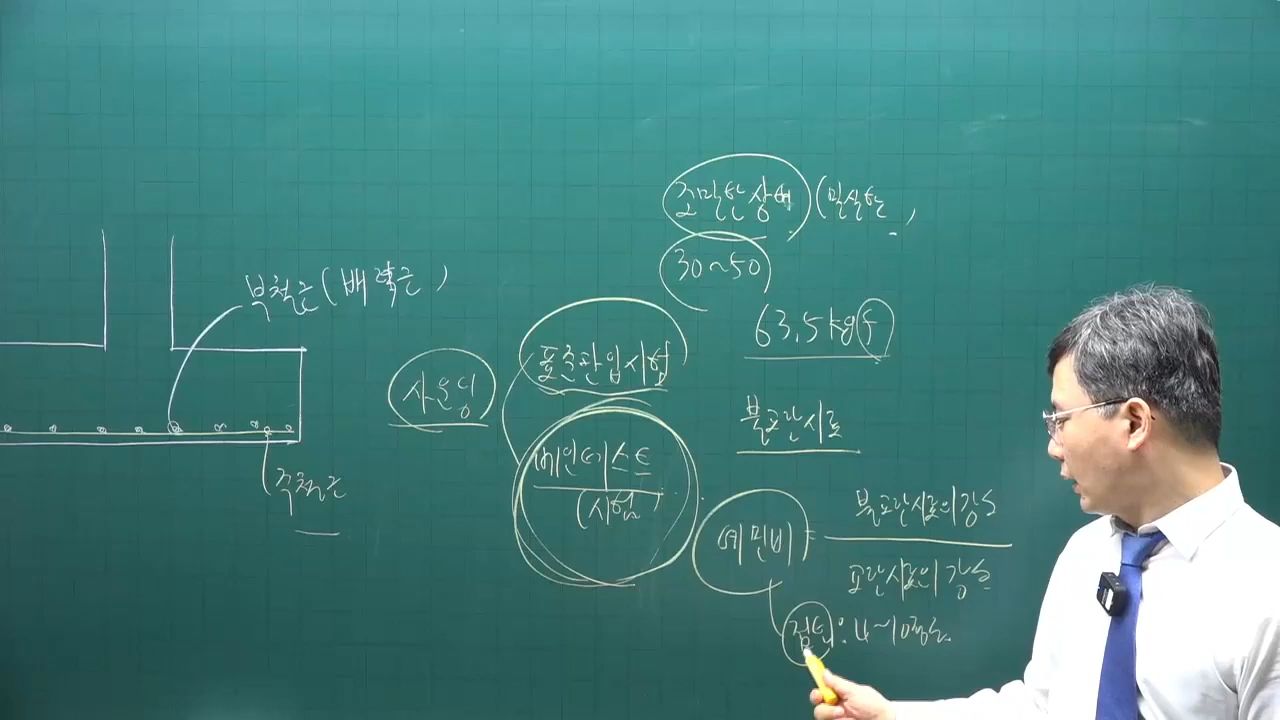 부철근(배력근)
주철근
사운딩
표준관입시험
베인테스트
(시험)
조밀한상태(밀실한,
30~50
63.5kgf
불교란시료
예민비=
불교란시료의강도
교란시료의 강도
점토: 4~10정도